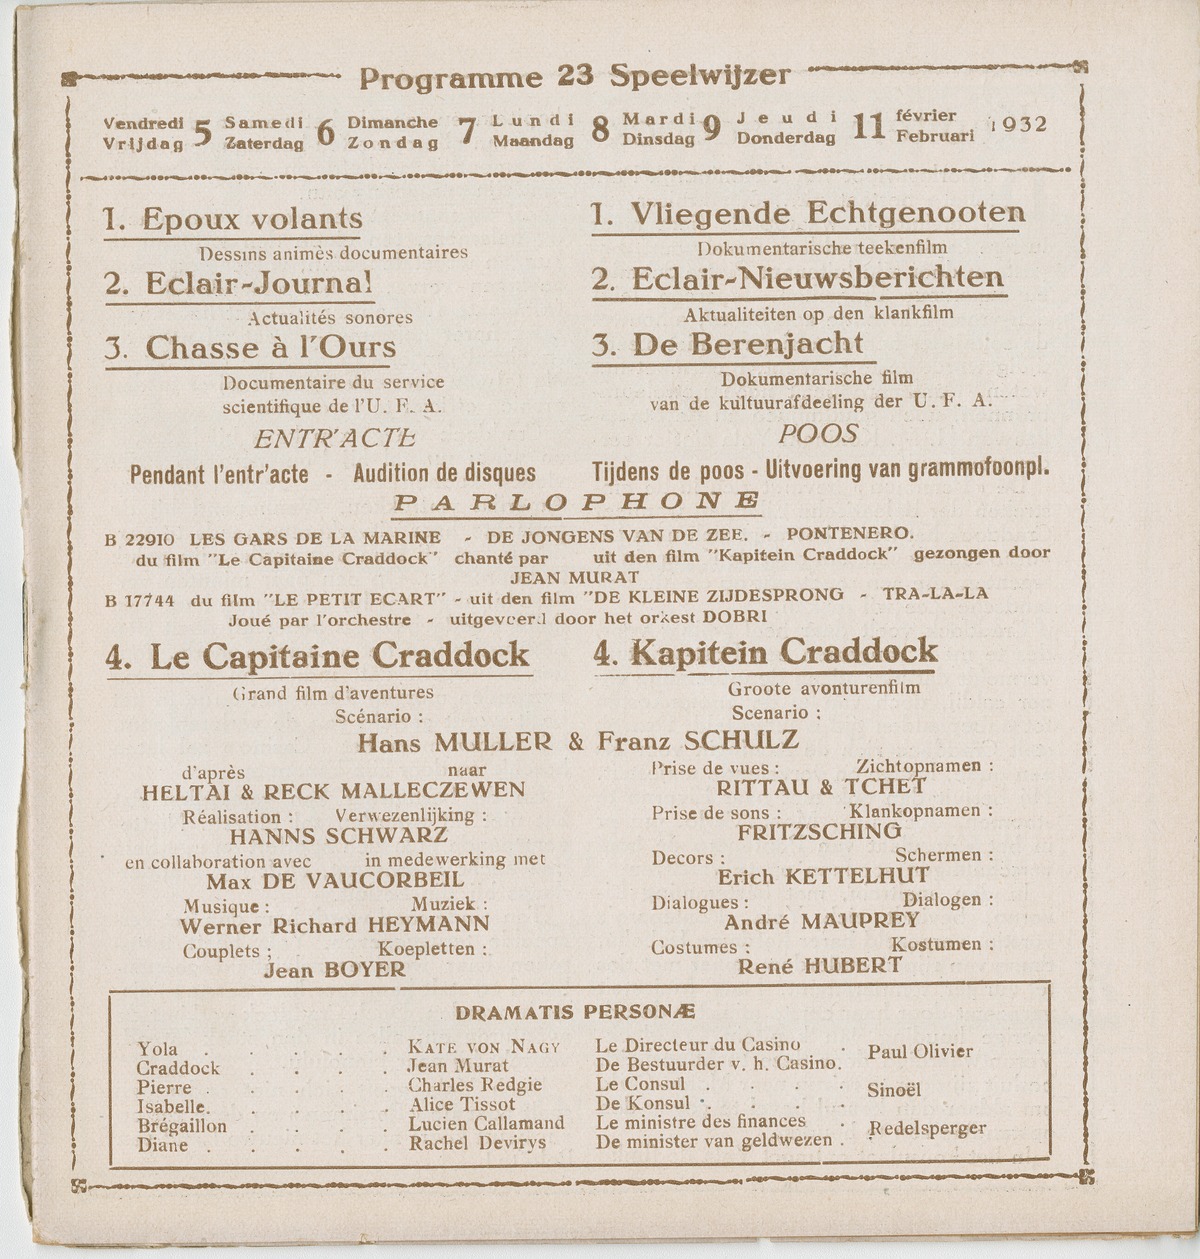 Programme 23 Speelwijzer
Vendredi 5 Samedi 6 Dimanche 7 Lundi 8 Mardi 9 Jeudi 11 février 1932
Vrijdag Zaterdag Zondag Maandag Dinsdag Donderdag Februari
1. Epoux volants
Dessins animès documentaires
2. Eclair-Journal
Actualités sonores
3. Chasse à l'Ours
Documentaire du service
scientifique de l'U. F. A.
ENTR'ACTE
Pendant l'entr'acte - Audition de disques
1. Vliegende Echtgenooten
Dokumentarische teekenfilm
2. Eclair-Nieuwsberichten
Aktualiteiten op den klankfilm
3. De Berenjacht
Dokumentarische film
van de kultuurafdeeling der U. F. A.
POOS
Tijdens de poos - Uitvoering van grammofoonpl.
PARLOPHONE
B 22910 LES GARS DE LA MARINE - DE JONGENS VAN DE ZEE. - PONTENERO.
du film "Le Capitaine Craddock" chanté par uit den film "Kapitein Craddock" gezongen door
JEAN MURAT
B 17744 du film "LE PETIT ECART" - uit den film "DE KLEINE ZIJDESPRONG - TRA-LA-LA
Joué par l'orchestre - uitgevoerd door het orkest DOBRI
4. Le Capitaine Craddock
Grand film d'aventures
Scénario :
4. Kapitein Craddock
Groote avonturenfilm
Scenario :
Hans MULLER & Franz SCHULZ
d'après naar
HELTAI & RECK MALLECZEWEN
Réalisation : Verwezenlijking :
HANNS SCHWARZ
en collaboration avec in medewerking met
Max DE VAUCORBEIL
Musique : Muziek :
Werner Richard HEYMANN
Couplets ; Koepletten :
Jean BOYER
Prise de vues : Zichtopnamen :
RITTAU & TCHET
Prise de sons : Klankopnamen :
FRITZSCHING
Decors : Schermen :
Erich KETTELHUT
Dialogues : Dialogen :
André MAUPREY
Costumes : Kostumen :
René HUBERT
DRAMATIS PERSONÆ
Yola . . . . . KATE VON NAGY
Craddock . . . . Jean Murat
Pierre . . . . . Charles Redgie
Isabelle. . . . . Alice Tissot
Brégaillon . . . . Lucien Callamand
Diane . . . . . Rachel Devirys
Le Directeur du Casino .
De Bestuurder v. h. Casino. Paul Olivier
Le Consul . . . .
De Konsul . . . . Sinoël
Le ministre des finances .
De minister van geldwezen . Redelsperger